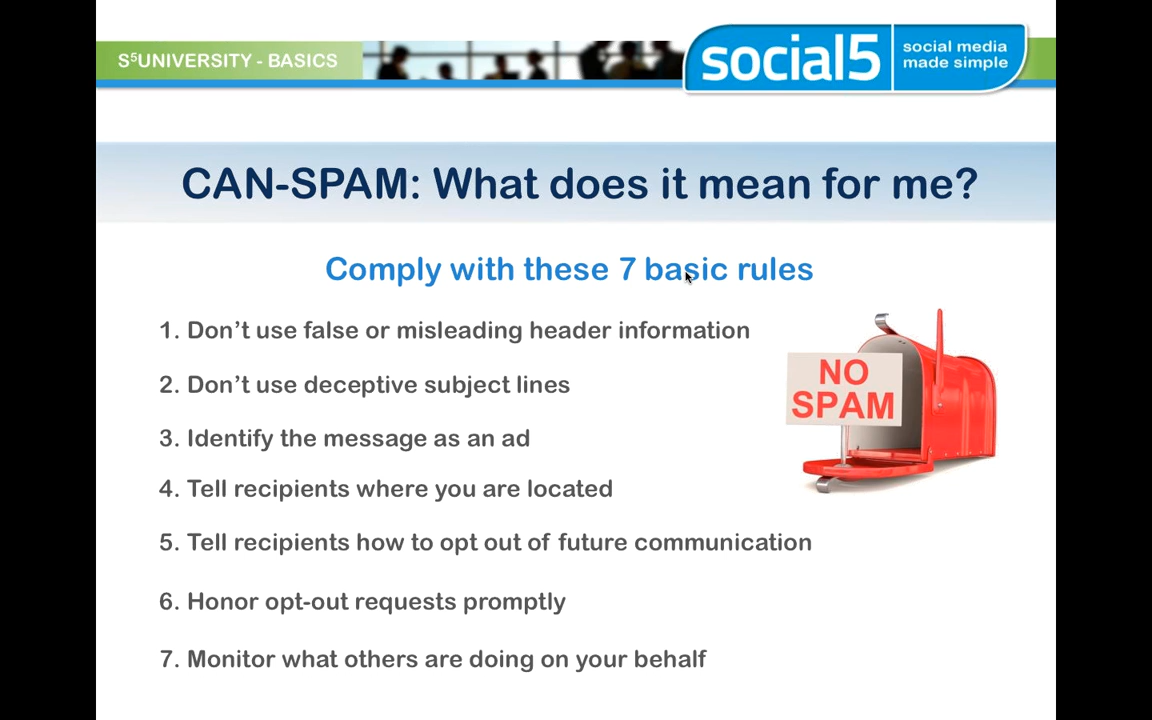 S⁵UNIVERSITY - BASICS
social5
social media
made simple
CAN-SPAM: What does it mean for me?
Comply with these 7 basic rules
1. Don’t use false or misleading header information
2. Don’t use deceptive subject lines
3. Identify the message as an ad
4. Tell recipients where you are located
5. Tell recipients how to opt out of future communication
6. Honor opt-out requests promptly
7. Monitor what others are doing on your behalf
NO
SPAM